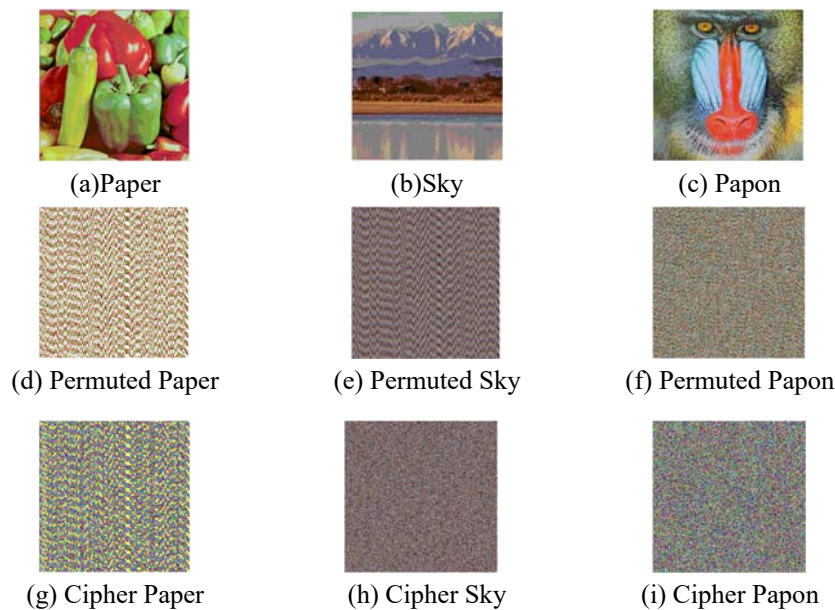 (a)Paper
(b)Sky
(c) Papon
(d) Permuted Paper
(e) Permuted Sky
(f) Permuted Papon
(g) Cipher Paper
(h) Cipher Sky
(i) Cipher Papon